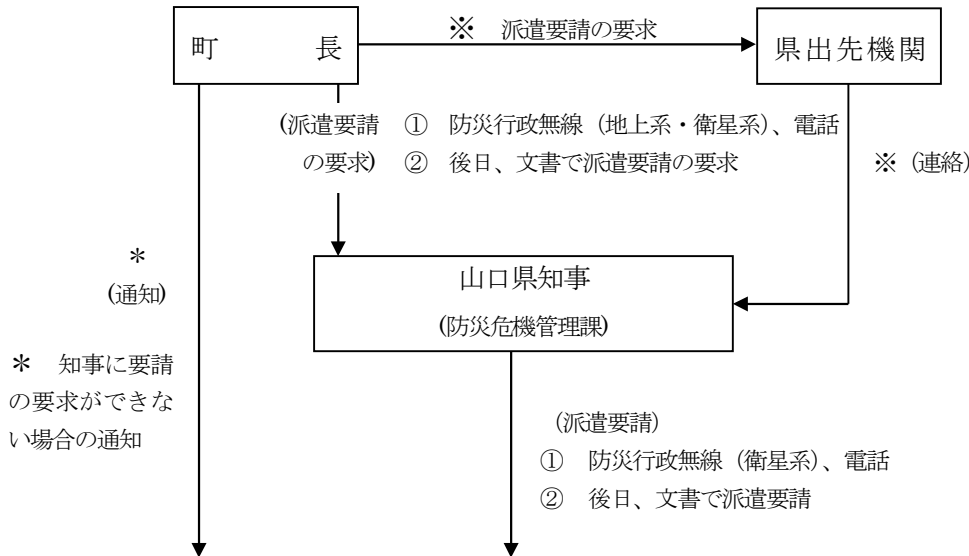 町　　　長
※　派遣要請の要求
県出先機関
(派遣要請
の要求)
①　防災行政無線（地上系・衛星系）、電話
②　後日、文書で派遣要請の要求
※（連絡）
＊
(通知)
山口県知事
(防災危機管理課)
＊　知事に要請
の要求ができな
い場合の通知
(派遣要請)
①　防災行政無線（衛星系）、電話
②　後日、文書で派遣要請